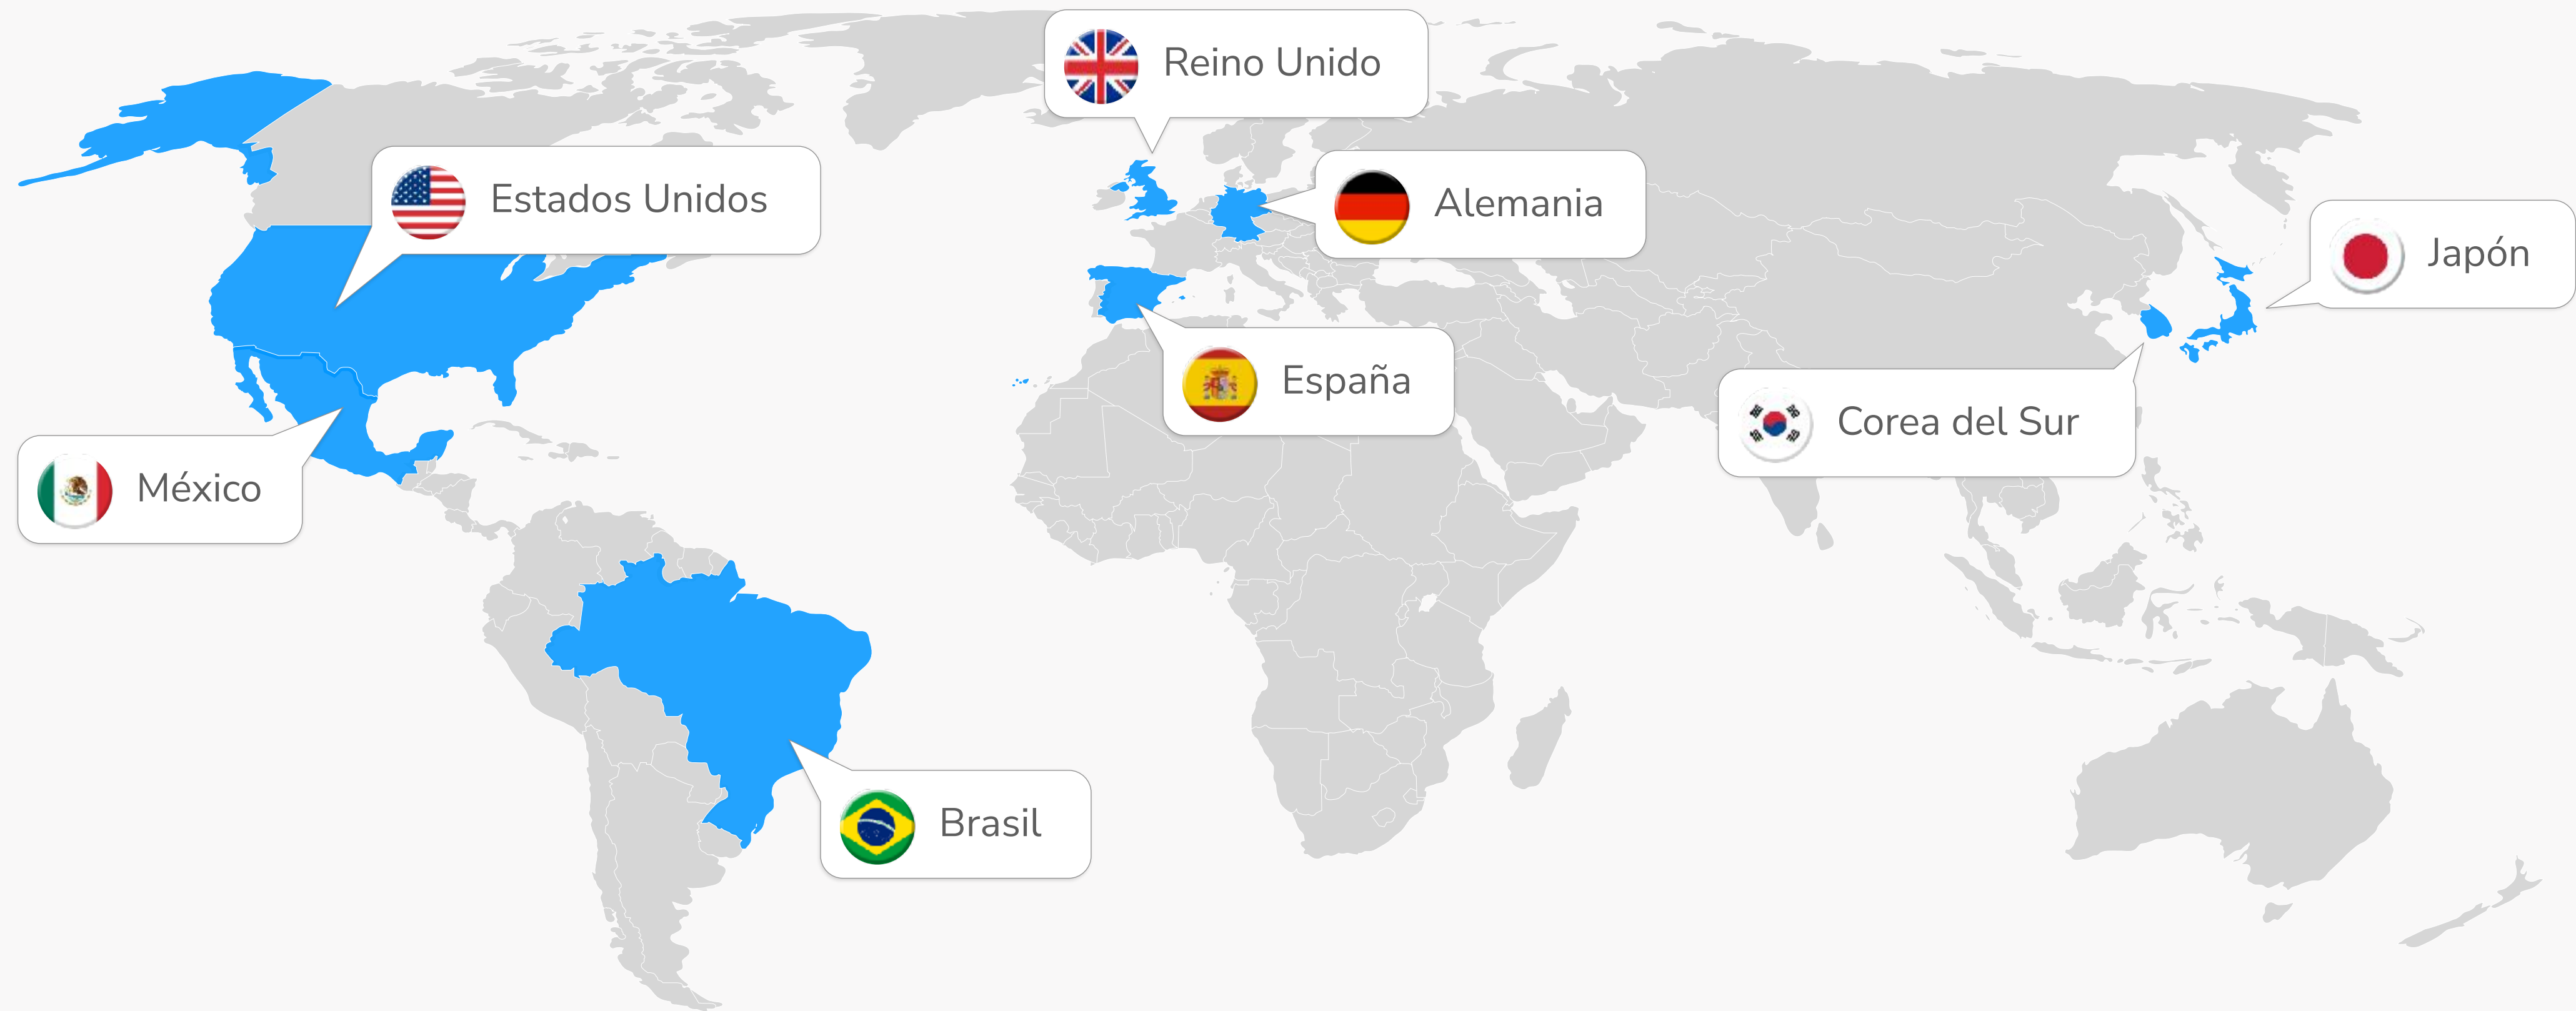 Reino Unido
Estados Unidos
Alemania
Japón
España
Corea del Sur
México
Brasil